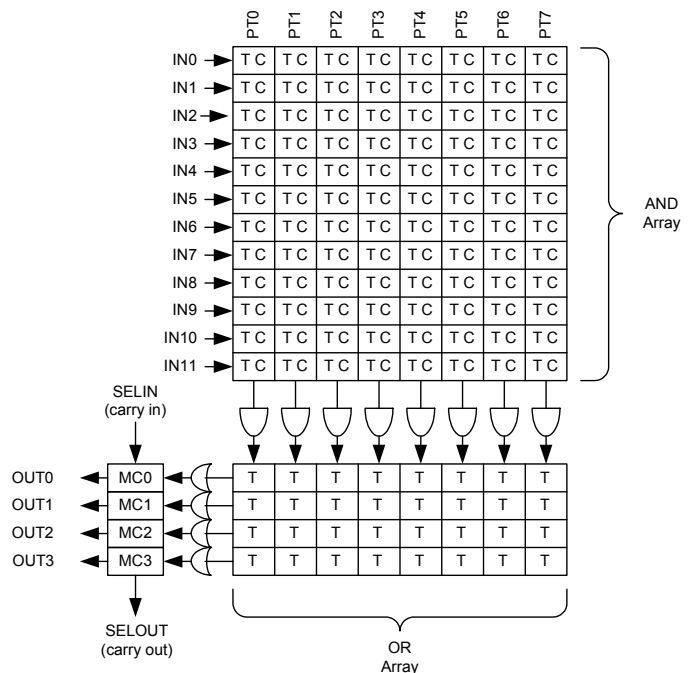 PT0 PT1 PT2 PT3 PT4 PT5 PT6 PT7
IN0 T C T C T C T C T C T C T C T C
IN1 T C T C T C T C T C T C T C T C
IN2 T C T C T C T C T C T C T C T C
IN3 T C T C T C T C T C T C T C T C
IN4 T C T C T C T C T C T C T C T C
IN5 T C T C T C T C T C T C T C T C
IN6 T C T C T C T C T C T C T C T C
IN7 T C T C T C T C T C T C T C T C
IN8 T C T C T C T C T C T C T C T C
IN9 T C T C T C T C T C T C T C T C
IN10 T C T C T C T C T C T C T C T C
IN11 T C T C T C T C T C T C T C T C
AND
Array
SELIN
(carry in)
OUT0 MC0 T T T T T T T T
OUT1 MC1 T T T T T T T T
OUT2 MC2 T T T T T T T T
OUT3 MC3 T T T T T T T T
SELOUT
(carry out)
OR
Array